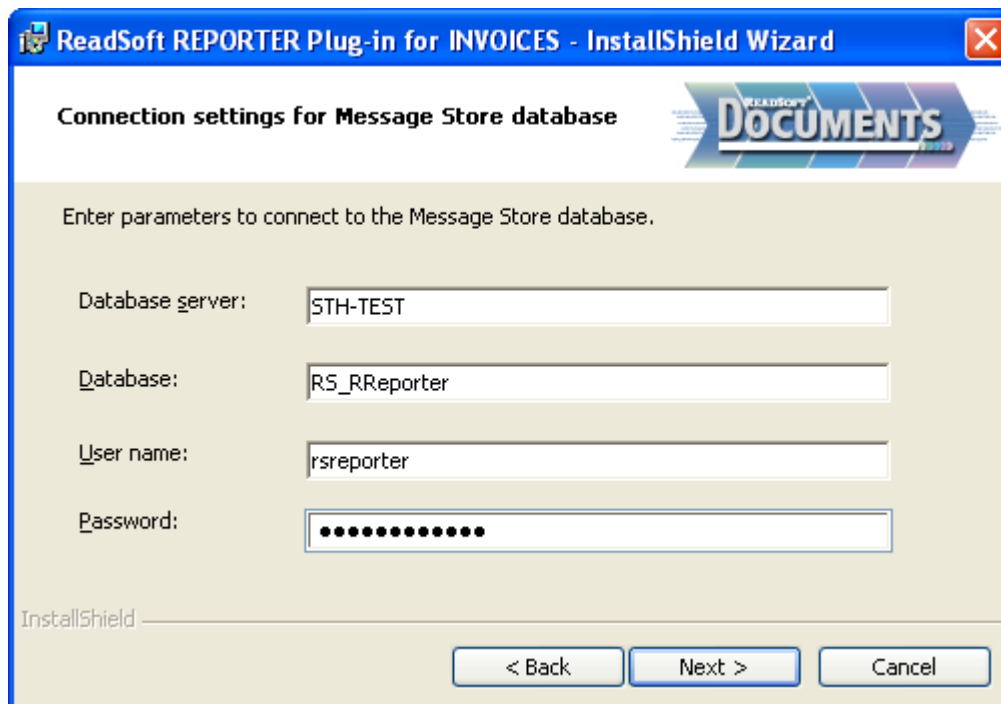 ReadSoft REPORTER Plug-in for INVOICES - InstallShield Wizard
Connection settings for Message Store database
READSOFT DOCUMENTS
Enter parameters to connect to the Message Store database.
Database server: STH-TEST
Database: RS_RReporter
User name: rsreporter
Password: ●●●●●●●●●●●●
InstallShield
< Back Next > Cancel